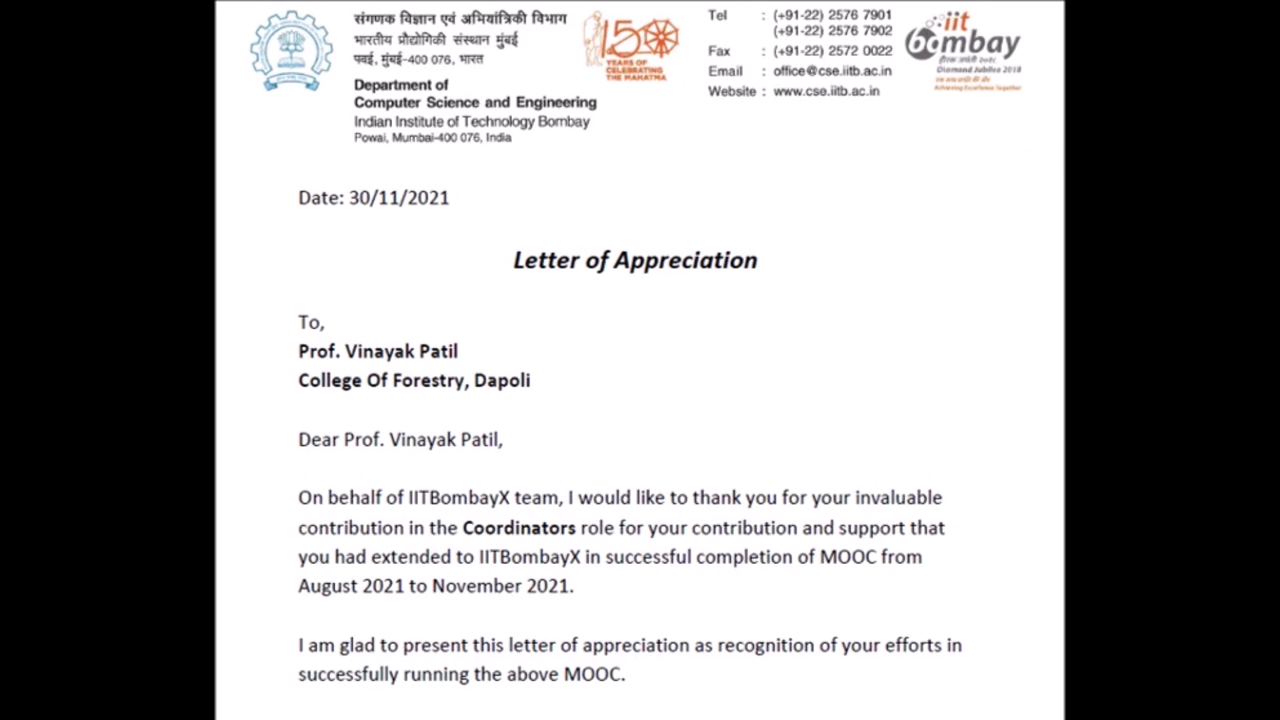 संगणक विज्ञान एवं अभियांत्रिकी विभाग
भारतीय प्रौद्योगिकी संस्थान मुंबई
पवई, मुंबई-400 076, भारत
Department of
Computer Science and Engineering
Indian Institute of Technology Bombay
Powai, Mumbai-400 076, India
150
YEARS OF
CELEBRATING
THE MAHATMA
Tel : (+91-22) 2576 7901
(+91-22) 2576 7902
Fax : (+91-22) 2572 0022
Email : office@cse.iitb.ac.in
Website : www.cse.iitb.ac.in
iit
bombay
Diamond Jubilee 2018
Achieving Excellence Together
Date: 30/11/2021
Letter of Appreciation
To,
Prof. Vinayak Patil
College Of Forestry, Dapoli
Dear Prof. Vinayak Patil,
On behalf of IITBombayX team, I would like to thank you for your invaluable
contribution in the Coordinators role for your contribution and support that
you had extended to IITBombayX in successful completion of MOOC from
August 2021 to November 2021.
I am glad to present this letter of appreciation as recognition of your efforts in
successfully running the above MOOC.